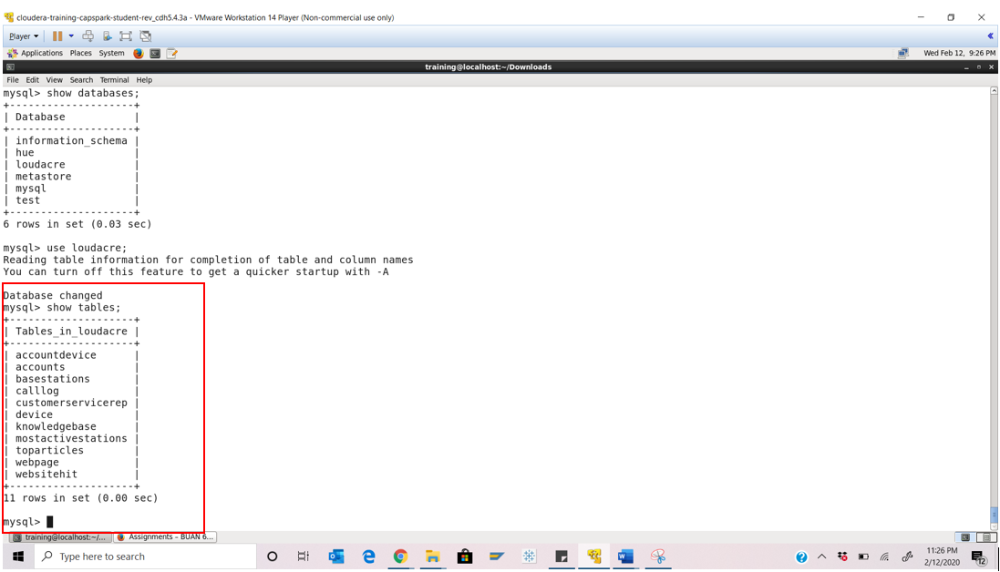 cloudera-training-capspark-student-rev_cdh5.4.3a - VMware Workstation 14 Player (Non-commercial use only)
Player
Applications Places System Wed Feb 12, 9:26 PM
training@localhost:~/Downloads
File Edit View Search Terminal Help
mysql> show databases;
+--------------------+
| Database           |
+--------------------+
| information_schema |
| hue                |
| loudacre           |
| metastore          |
| mysql              |
| test               |
+--------------------+
6 rows in set (0.03 sec)
mysql> use loudacre;
Reading table information for completion of table and column names
You can turn off this feature to get a quicker startup with -A
Database changed
mysql> show tables;
+--------------------+
| Tables_in_loudacre |
+--------------------+
| accountdevice      |
| accounts           |
| basestations       |
| calllog            |
| customerservicerep |
| device             |
| knowledgebase      |
| mostactivestations |
| toparticles        |
| webpage            |
| websitehit         |
+--------------------+
11 rows in set (0.00 sec)
mysql>
training@localhost:~/... Assignments - BUAN 6...
Type here to search
11:26 PM
2/12/2020
12